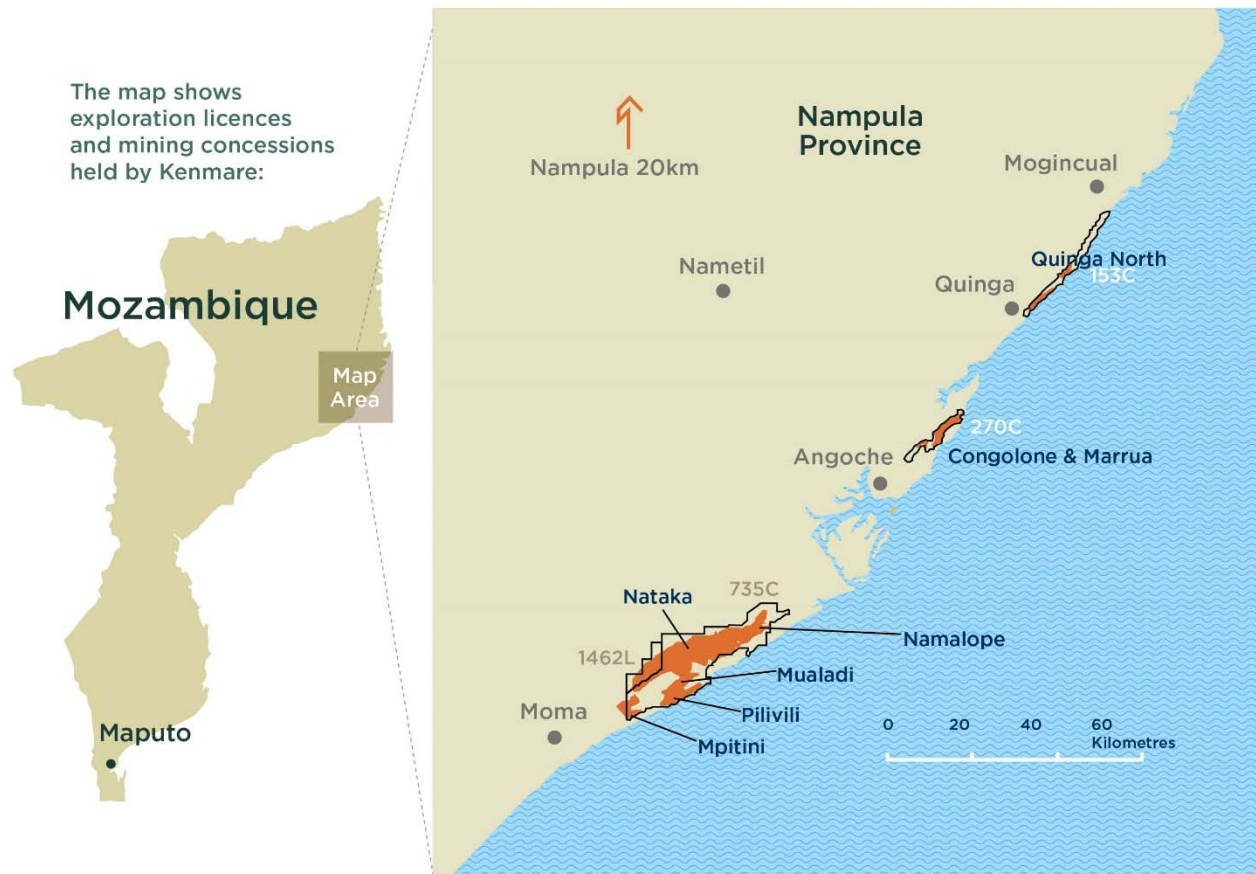 The map shows
exploration licences
and mining concessions
held by Kenmare:
Mozambique
Map
Area
Maputo
Nampula
Province
Nampula 20km
Mogincual
Nametil
Quinga North
153C
Quinga
270C
Angoche
Congolone & Marrua
735C
Nataka
Namalope
1462L
Mualadi
Moma
Pilivili
Mpitini
0 20 40 60
Kilometres